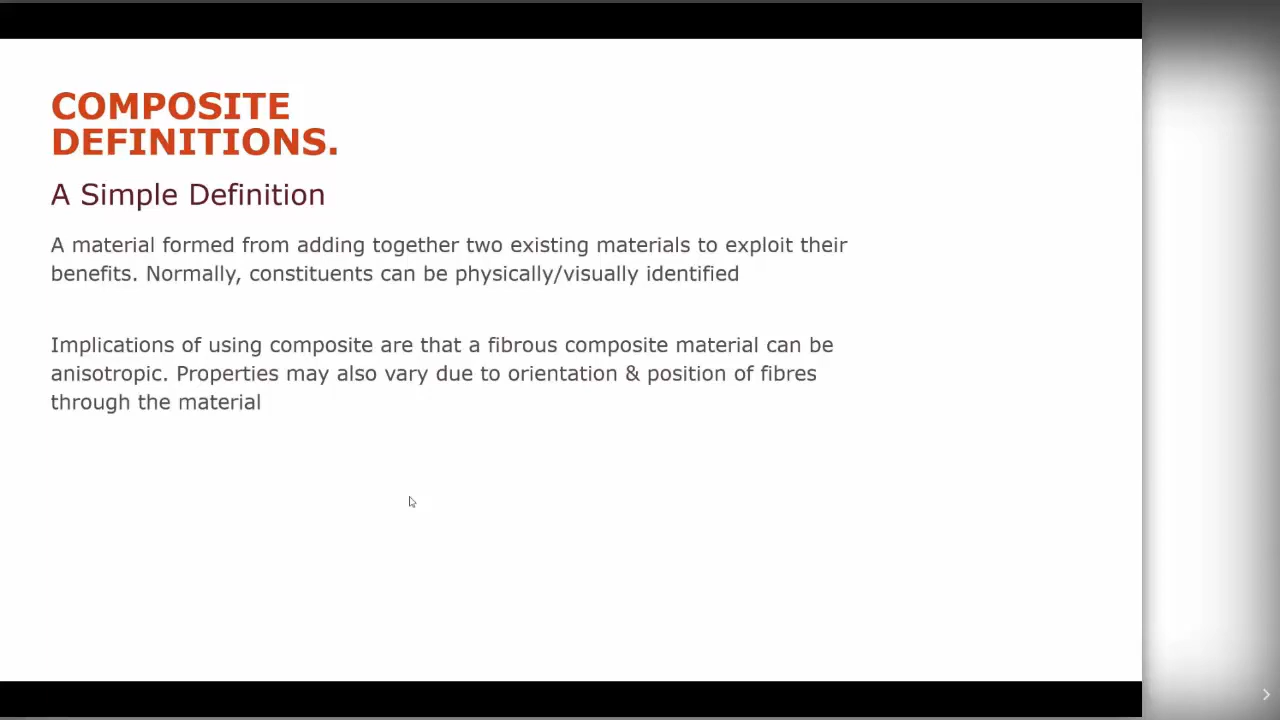 COMPOSITE
DEFINITIONS.
A Simple Definition
A material formed from adding together two existing materials to exploit their
benefits. Normally, constituents can be physically/visually identified
Implications of using composite are that a fibrous composite material can be
anisotropic. Properties may also vary due to orientation & position of fibres
through the material